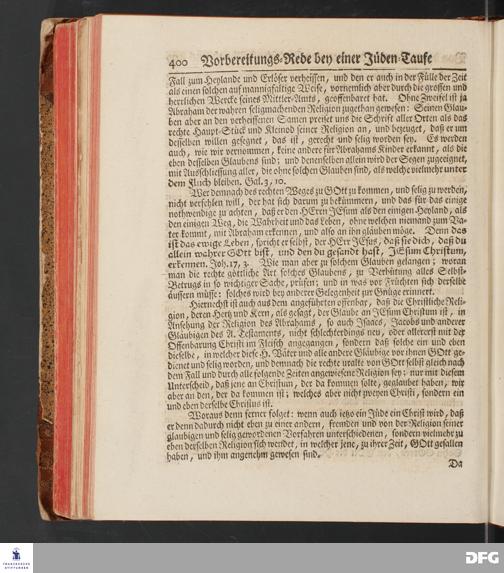 400 Vorbereitungs-Rede bey einer Jüden-Taufe
Fall zum Heylande und Erlöser verheissen, und den er auch in der Fülle der Zeit
als einen solchen auf mannigfaltige Weise, vornemlich aber durch die grossen und
herrlichen Wercke seines Mittler-Amts, geoffenbaret hat. Ohne Zweifel ist ja
Abraham der wahren seligmachenden Religion zugethan gewesen: Seinen Glau-
ben aber an den verheissenen Samen preiset uns die Schrift aller Orten als das
rechte Haupt-Stück und Kleinod seiner Religion an, und bezeuget, daß er um
desselben willen gesegnet, das ist, gerecht und selig worden sey. Es werden
auch, wie wir vernommen, keine andere für Abrahams Kinder erkannt, als die
eben desselben Glaubens sind: und denenselben allein wird der Segen zugeeignet,
mit Ausschliessung aller, die ohne solchen Glauben sind, als welche vielmehr unter
dem Fluch bleiben. Gal. 3, 10.
Wer demnach des rechten Weges zu GOtt zu kommen, und selig zu werden,
nicht verfehlen will, der hat sich darum zu bekümmern, und das für das einige
nothwendige zu achten, daß er den HErrn JEsum als den einigen Heyland, als
den einigen Weg, die Wahrheit und das Leben, ohne welchen niemand zum Va-
ter kommt, mit Abraham erkennen, und also an ihn gläuben möge. Denn das
ist das ewige Leben, spricht er selbst, der HErr JEsus, daß sie dich, daß du
allein wahrer GOtt bist, und den du gesandt hast, JEsum Christum,
erkennen. Joh. 17, 3. Wie man aber zu solchem Glauben gelangen; woran
man die rechte göttliche Art solches Glaubens, zu Verhütung alles Selbst-
Betrugs in so wichtiger Sache, prüfen; und in was vor Früchten sich derselbe
äussern müsse: solches wird bey anderer Gelegenheit zur Gnüge erinnert.
Hiernechst ist auch aus dem angeführten offenbar, daß die Christliche Reli-
gion, deren Hertz und Kern, als gesagt, der Glaube an JEsum Christum ist, in
Ansehung der Religion des Abrahams, so auch Isaacs, Jacobs und anderer
Gläubigen des A. Testaments, nicht schlechterdings neu, oder allererst mit der
Offenbarung Christi im Fleisch angegangen, sondern daß solche ein und eben
dieselbe, in welcher diese H. Väter und alle andere Gläubige vor ihnen GOtt ge-
dienet und selig werden, und demnach die rechte uralte von GOtt selbst gleich nach
dem Fall und durch alle folgende Zeiten angewiesene Religion sey: nur mit diesem
Unterscheid, daß jene an Christum, der da kommen solte, geglaubet haben, wir
aber an den, der da kommen ist; welches aber nicht zweyen Christi, sondern ein
und eben derselbe Christus ist.
Woraus denn ferner folget: wenn auch ietzo ein Jüde ein Christ wird, daß
er denn dadurch nicht eben zu einer andern, fremden und von der Religion seiner
glaubigen und selig gewordenen Vorfahren unterschiedenen, sondern vielmehr zu
eben derselben Religion sich wendet, in welcher jene, zu ihrer Zeit, GOtt gefallen
haben, und ihm angenehm gewesen sind.
Da
FRANCKESCHE
STIFTUNGEN
DFG